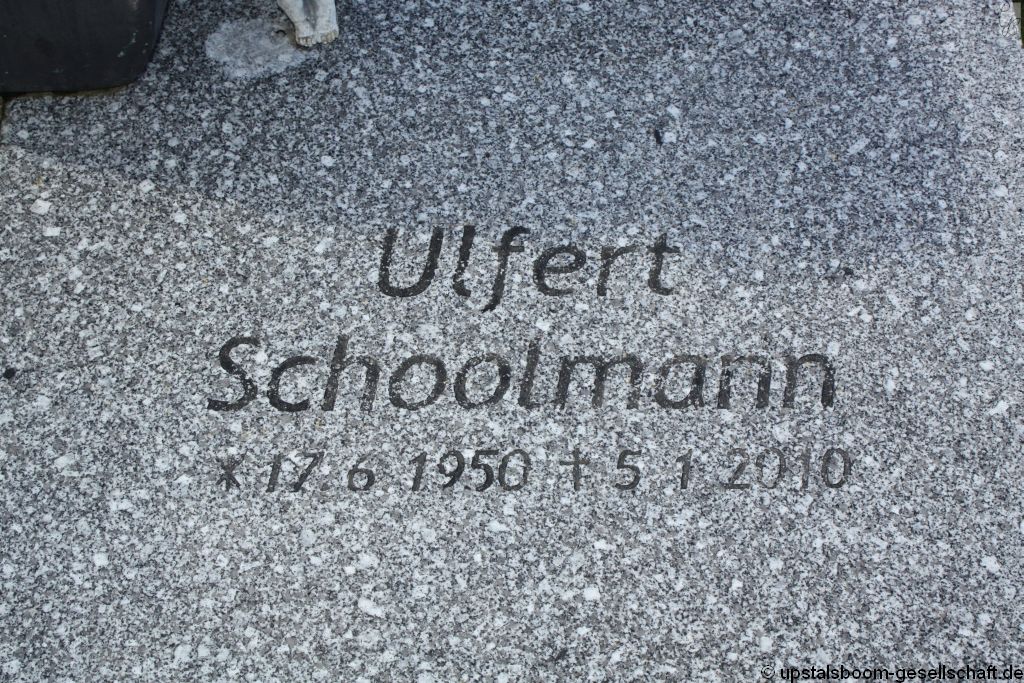 Ulfert
Schoolmann
* 17. 6 1950 † 5 1 2010
© upstalsboom-gesellschaft.de